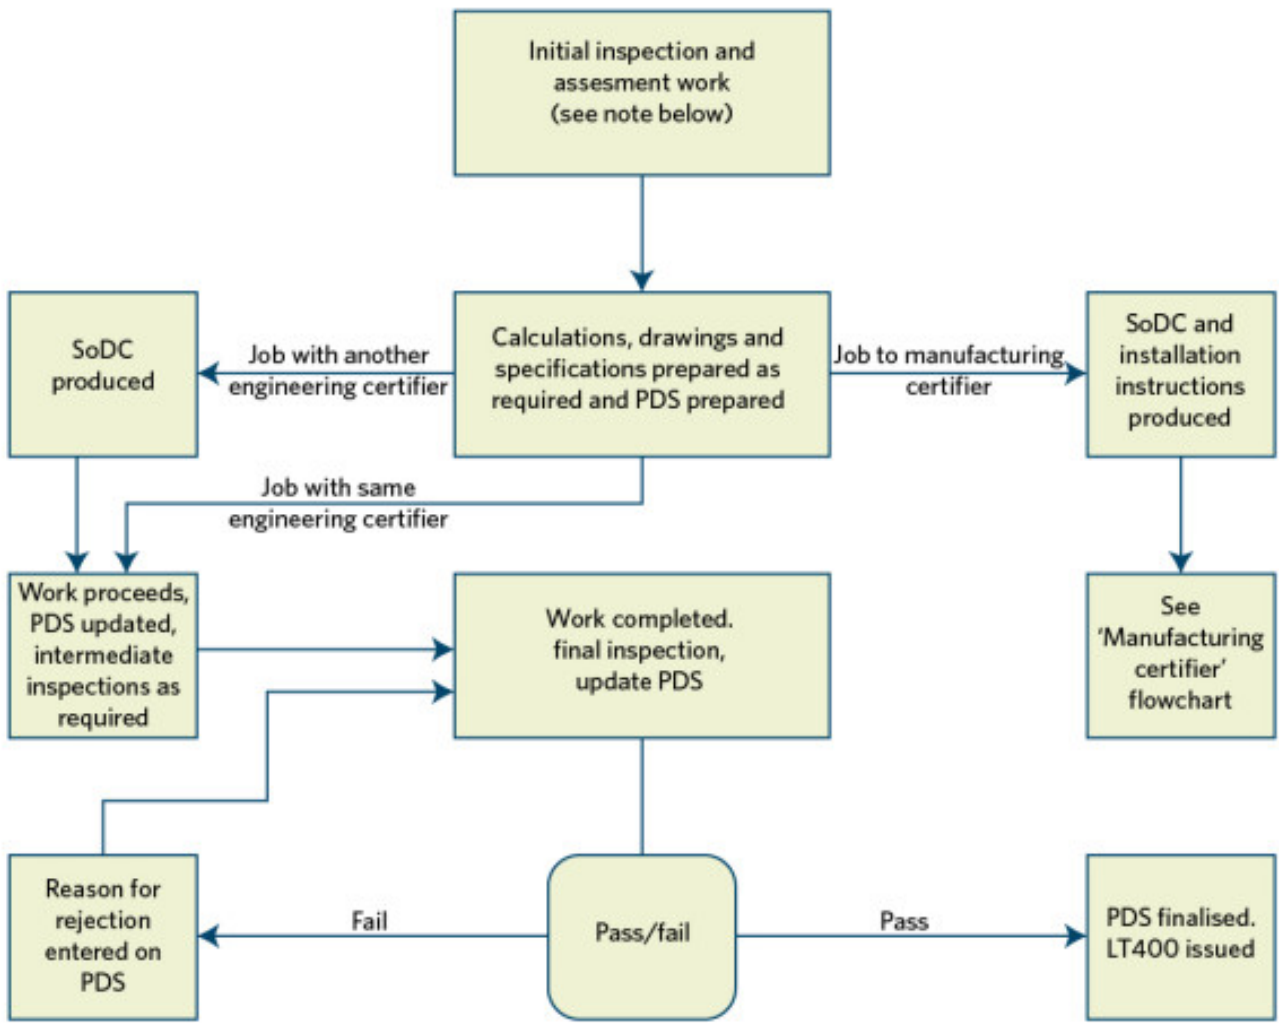 Initial inspection and
assesment work
(see note below)
SoDC
produced
Job with another
engineering certifier
Calculations, drawings and
specifications prepared as
required and PDS prepared
Job to manufacturing
certifier
SoDC and
installation
instructions
produced
Job with same
engineering certifier
Work proceeds,
PDS updated,
intermediate
inspections as
required
Work completed.
final inspection,
update PDS
See
'Manufacturing
certifier'
flowchart
Reason for
rejection
entered on
PDS
Fail
Pass/fail
Pass
PDS finalised.
LT400 issued